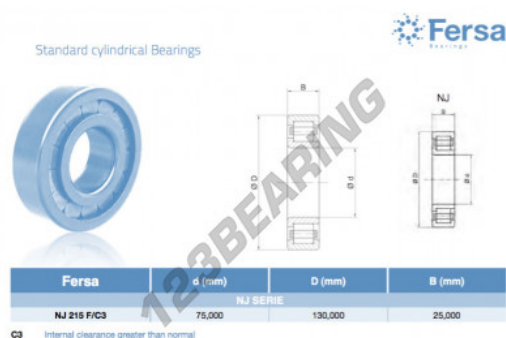 Fersa
Bearings
Standard cylindrical Bearings
B
Ø D
Ø d
NJ
B
Ø D
Ø d
123BEARING
Fersa d (mm) D (mm) B (mm)
NJ SERIE
NJ 215 F/C3 75,000 130,000 25,000
C3 Internal clearance greater than normal